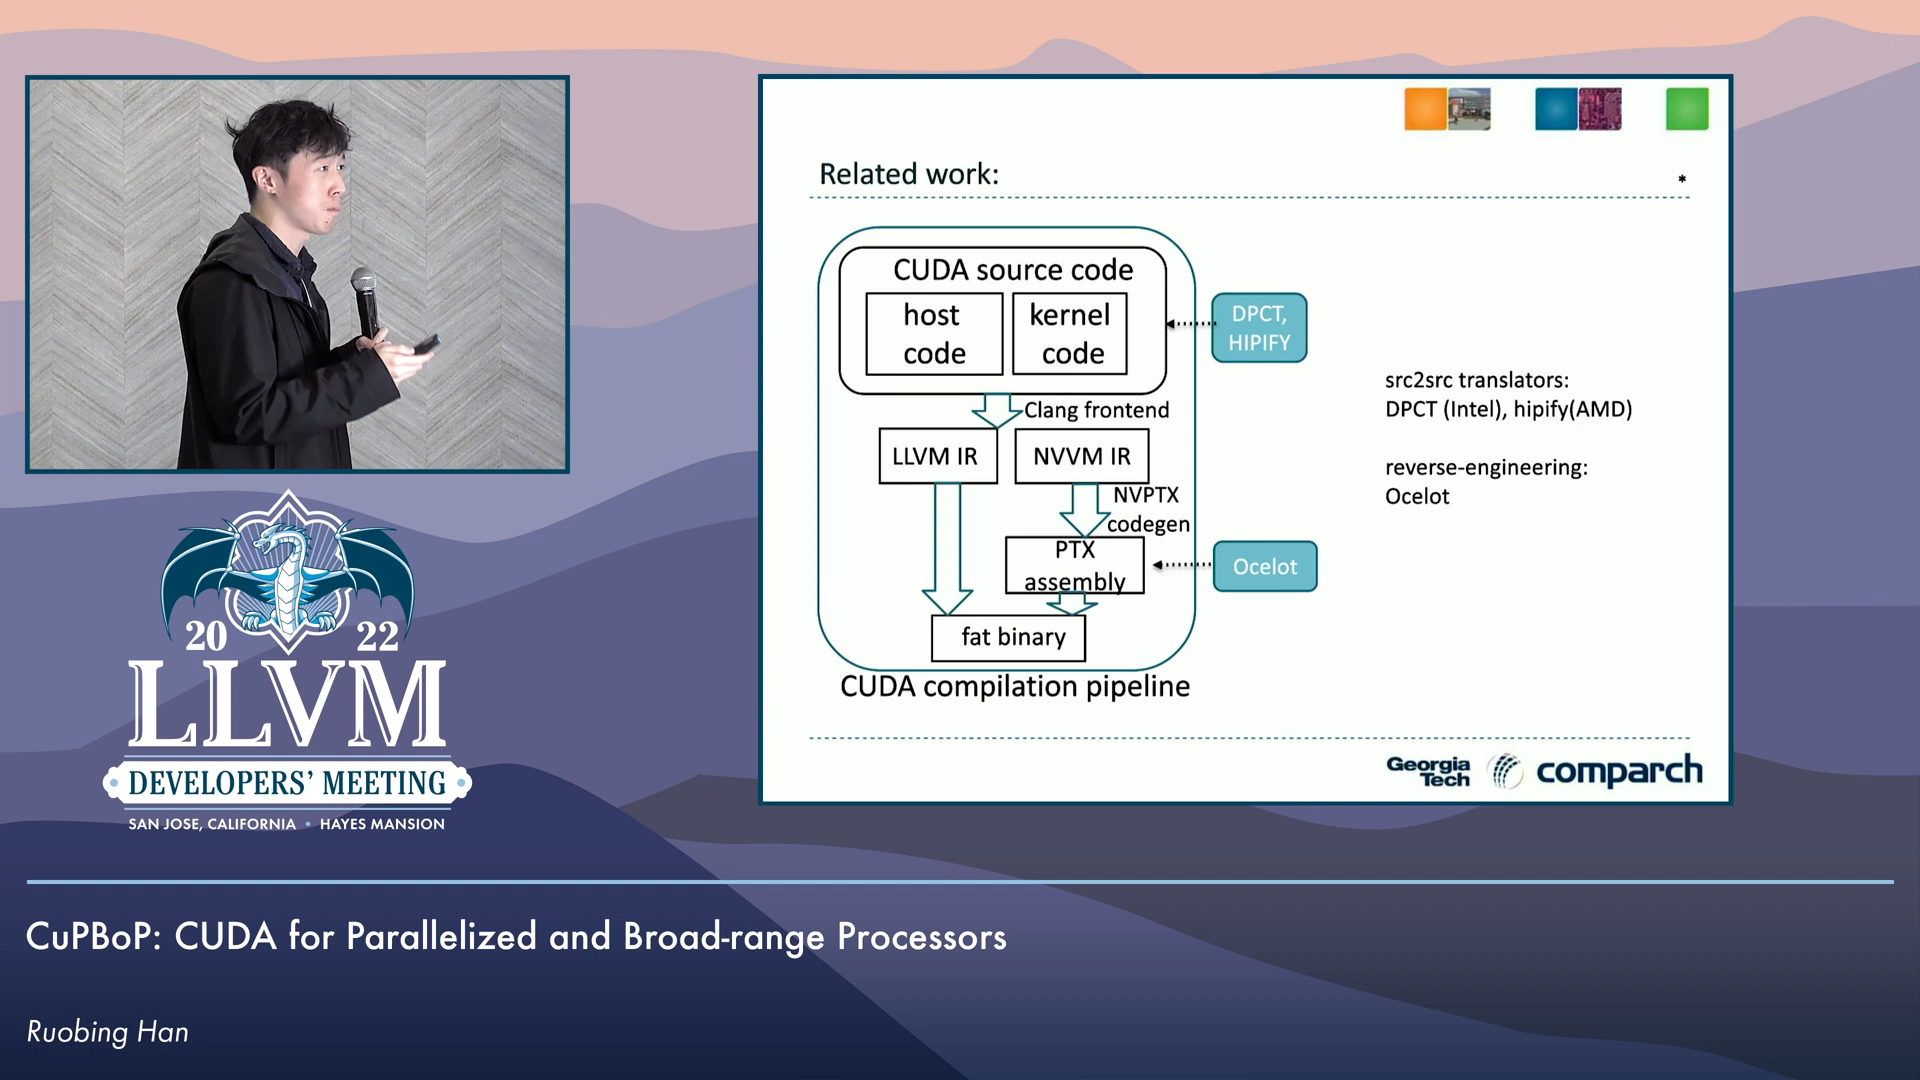 Related work:
*
CUDA source code
host
code
kernel
code
DPCT,
HIPIFY
Clang frontend
LLVM IR
NVVM IR
NVPTX
codegen
PTX
assembly
Ocelot
fat binary
CUDA compilation pipeline
src2src translators:
DPCT (Intel), hipify(AMD)
reverse-engineering:
Ocelot
Georgia
Tech
comparch
20 22
LLVM
DEVELOPERS' MEETING
SAN JOSE, CALIFORNIA • HAYES MANSION
CuPBoP: CUDA for Parallelized and Broad-range Processors
Ruobing Han